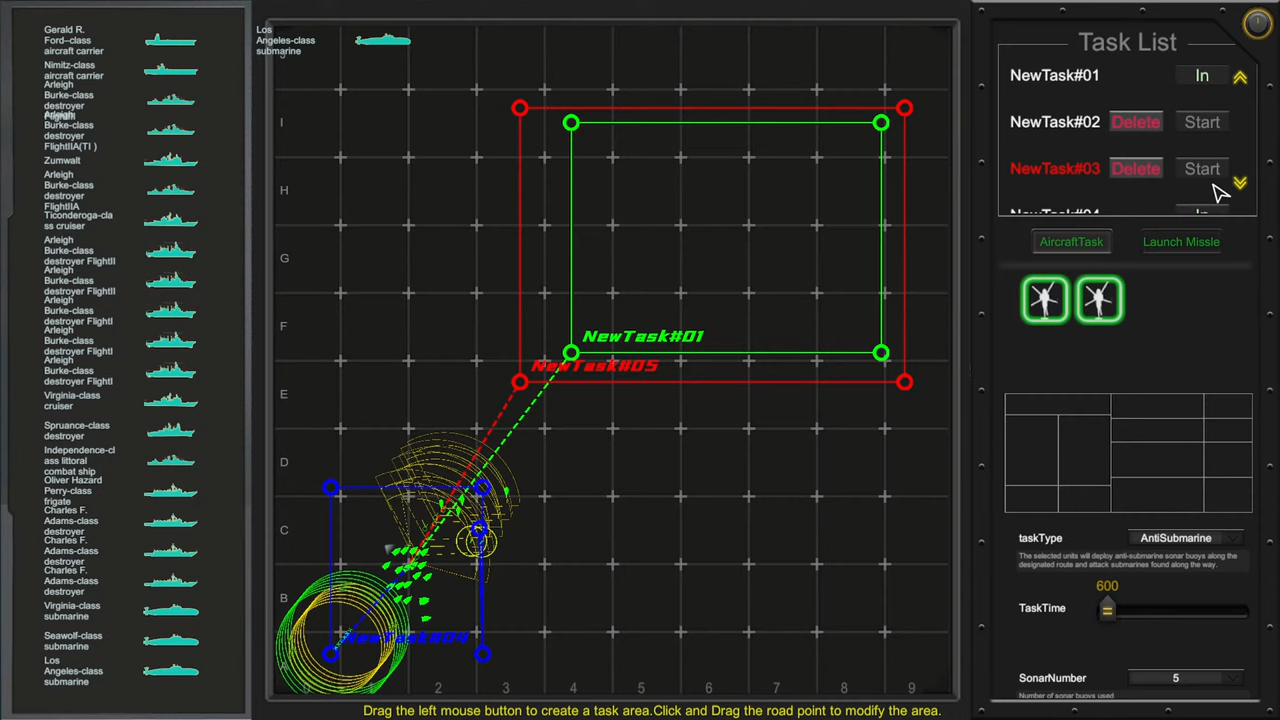 Gerald R.
Ford-class
aircraft carrier
Nimitz-class
aircraft carrier
Arleigh
Burke-class
destroyer
Arleigh
Burke-class
destroyer
FlightIIA(TI )
Zumwalt
Arleigh
Burke-class
destroyer
FlightIIA
Ticonderoga-cla
ss cruiser
Arleigh
Burke-class
destroyer FlightII
Arleigh
Burke-class
destroyer FlightII
Arleigh
Burke-class
destroyer FlightI
Arleigh
Burke-class
destroyer FlightI
Arleigh
Burke-class
destroyer FlightI
Virginia-class
cruiser
Spruance-class
destroyer
Independence-cl
ass littoral
combat ship
Oliver Hazard
Perry-class
frigate
Charles F.
Adams-class
destroyer
Charles F.
Adams-class
destroyer
Charles F.
Adams-class
destroyer
Virginia-class
submarine
Seawolf-class
submarine
Los
Angeles-class
submarine
Los
Angeles-class
submarine
I
H
G
F
E
D
C
B
A
2
3
4
5
6
7
8
9
NewTask#01
NewTask#05
NewTask#04
Drag the left mouse button to create a task area.Click and Drag the road point to modify the area.
Task List
NewTask#01 In
NewTask#02 Delete Start
NewTask#03 Delete Start
NewTask#04 In
AircraftTask Launch Missle
taskType AntiSubmarine
The selected units will deploy anti-submarine sonar buoys along the
designated route and attack submarines found along the way.
600
TaskTime
SonarNumber 5
Number of sonar buoys used